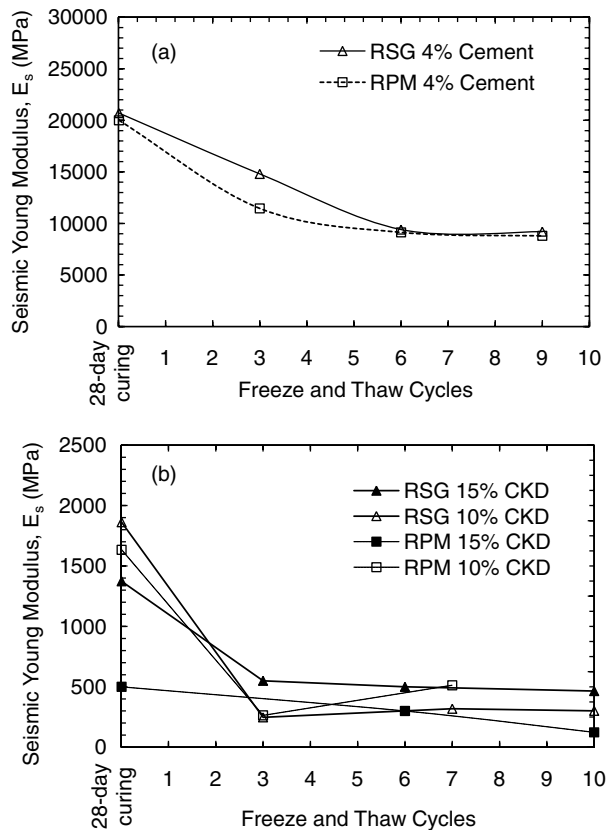 30000
25000
20000
15000
10000
5000
0
Seismic Young Modulus, Es (MPa)
(a)
RSG 4% Cement
RPM 4% Cement
28-day curing
1 2 3 4 5 6 7 8 9 10
Freeze and Thaw Cycles
2500
2000
1500
1000
500
0
Seismic Young Modulus, Es (MPa)
(b)
RSG 15% CKD
RSG 10% CKD
RPM 15% CKD
RPM 10% CKD
28-day curing
1 2 3 4 5 6 7 8 9 10
Freeze and Thaw Cycles